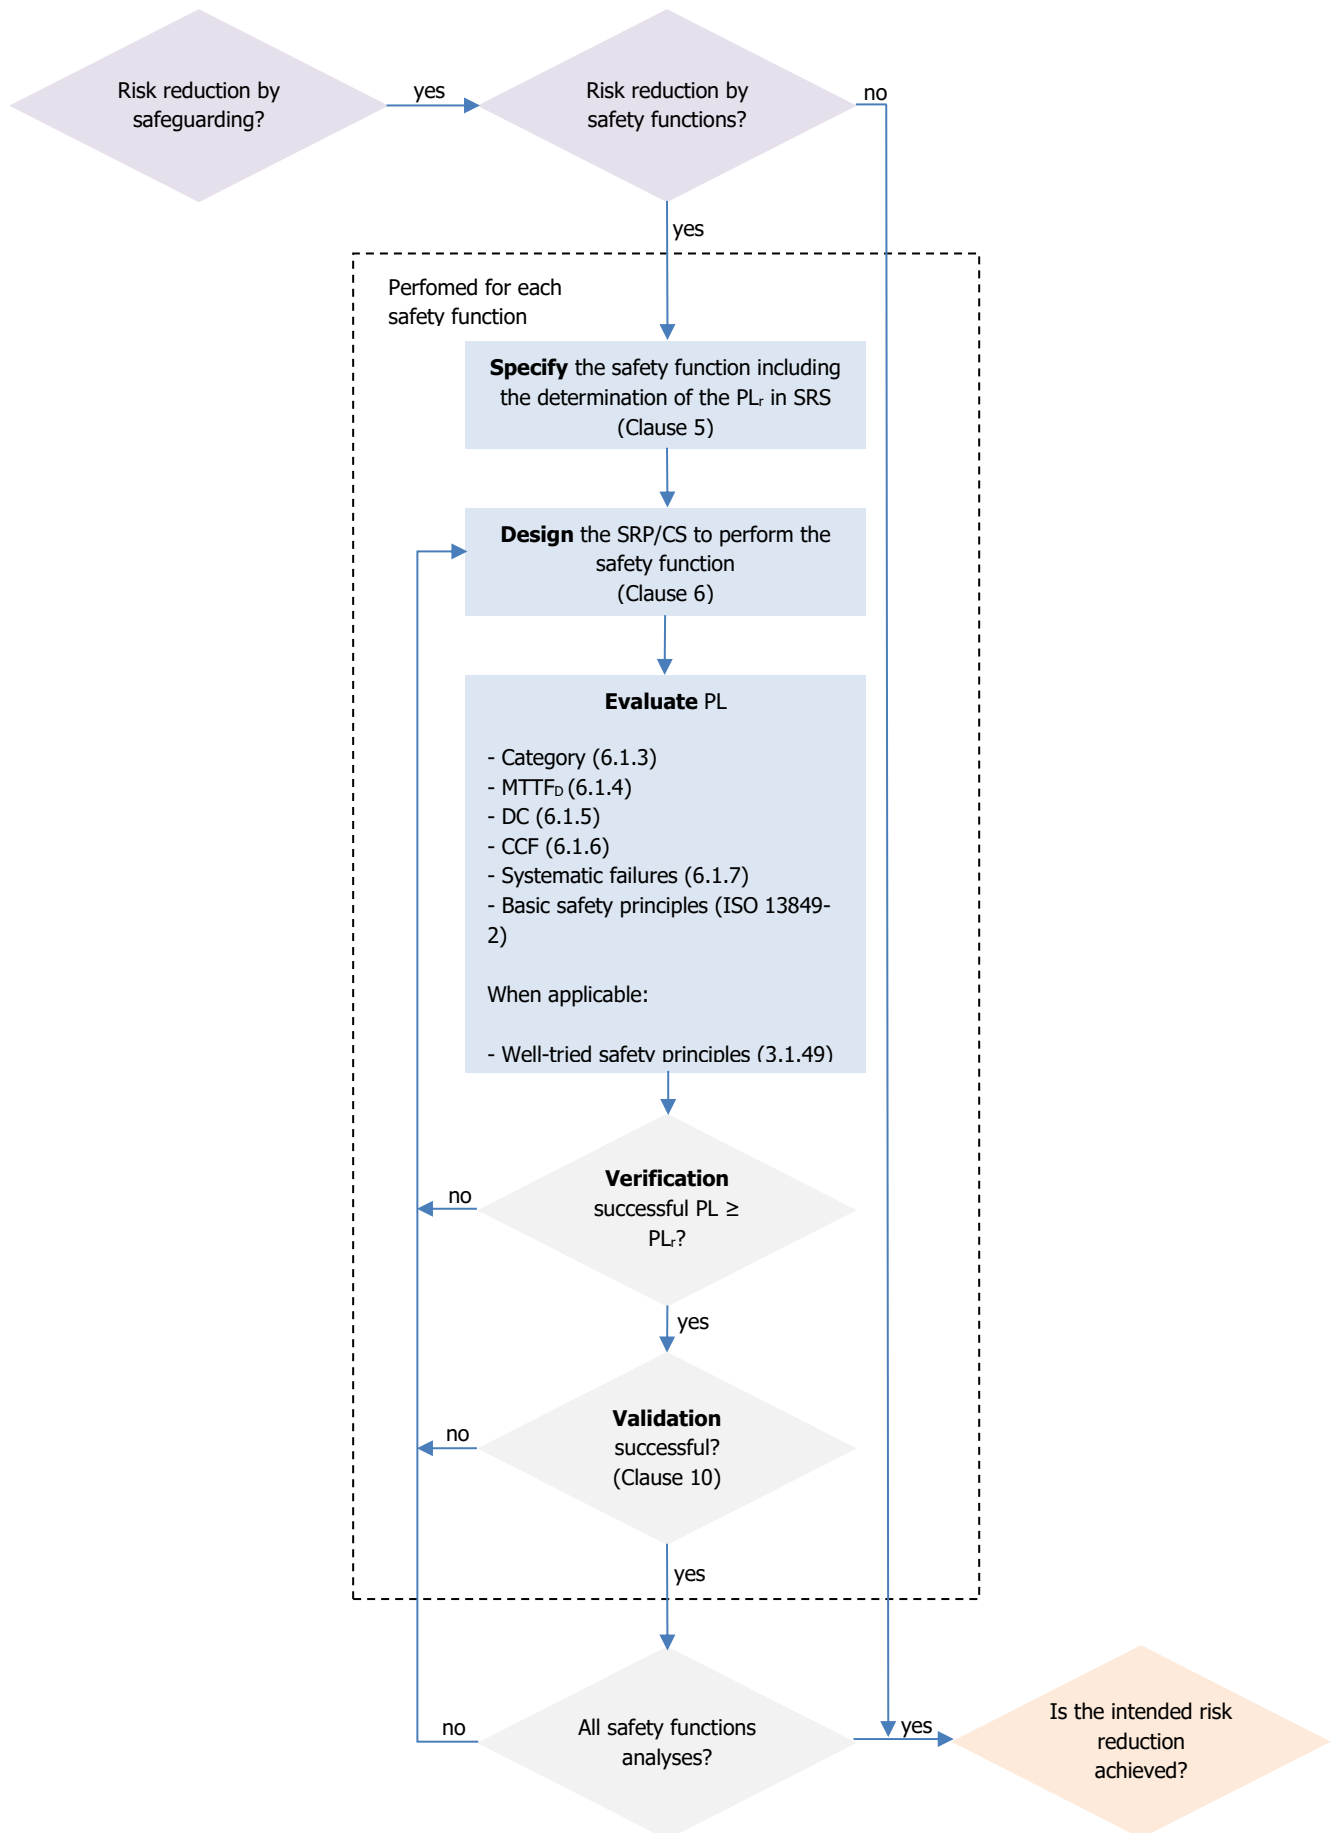 Risk reduction by
safeguarding?
yes
Risk reduction by
safety functions?
no
yes
Perfomed for each
safety function
Specify the safety function including
the determination of the PLr in SRS
(Clause 5)
Design the SRP/CS to perform the
safety function
(Clause 6)
Evaluate PL
- Category (6.1.3)
- MTTFD (6.1.4)
- DC (6.1.5)
- CCF (6.1.6)
- Systematic failures (6.1.7)
- Basic safety principles (ISO 13849-
2)
When applicable:
- Well-tried safety principles (3.1.49)
Verification
successful PL ≥
PLr?
no
yes
Validation
successful?
(Clause 10)
no
yes
All safety functions
analyses?
no
yes
Is the intended risk
reduction
achieved?